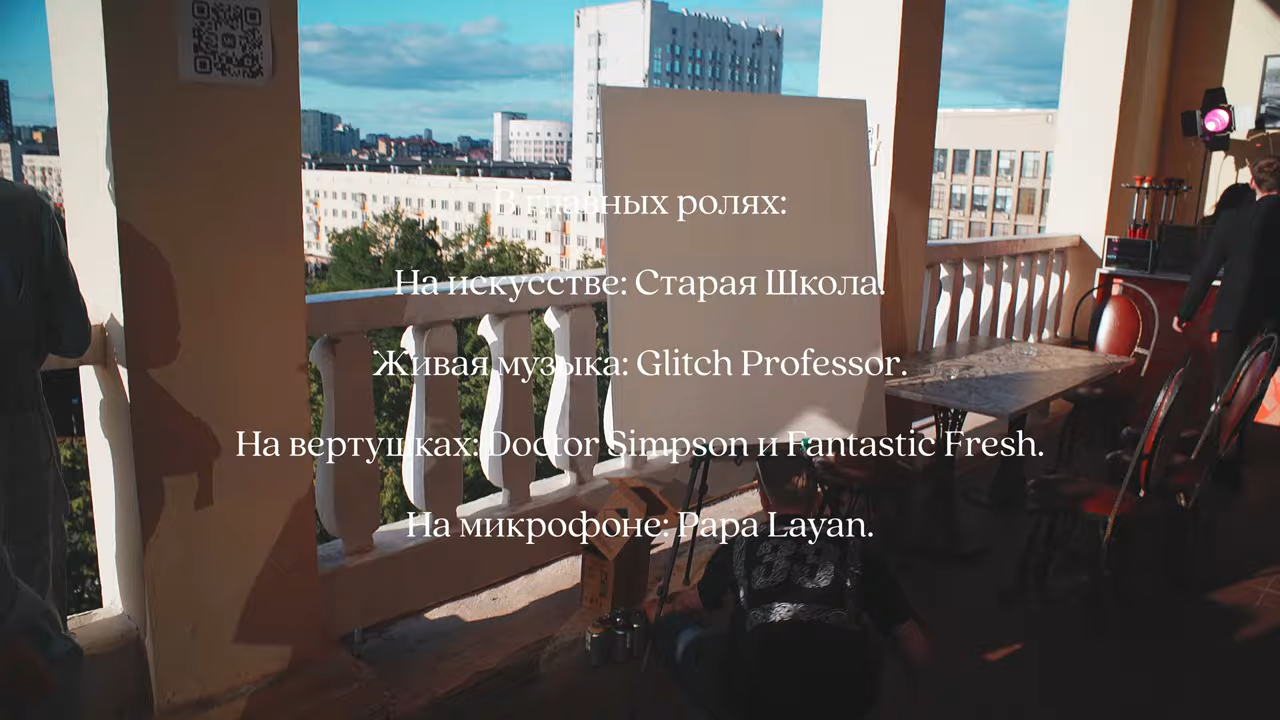 В главных ролях:
На искусстве: Старая Школа.
Живая музыка: Glitch Professor.
На вертушках: Doctor Simpson и Fantastic Fresh.
На микрофоне: Papa Layan.
33